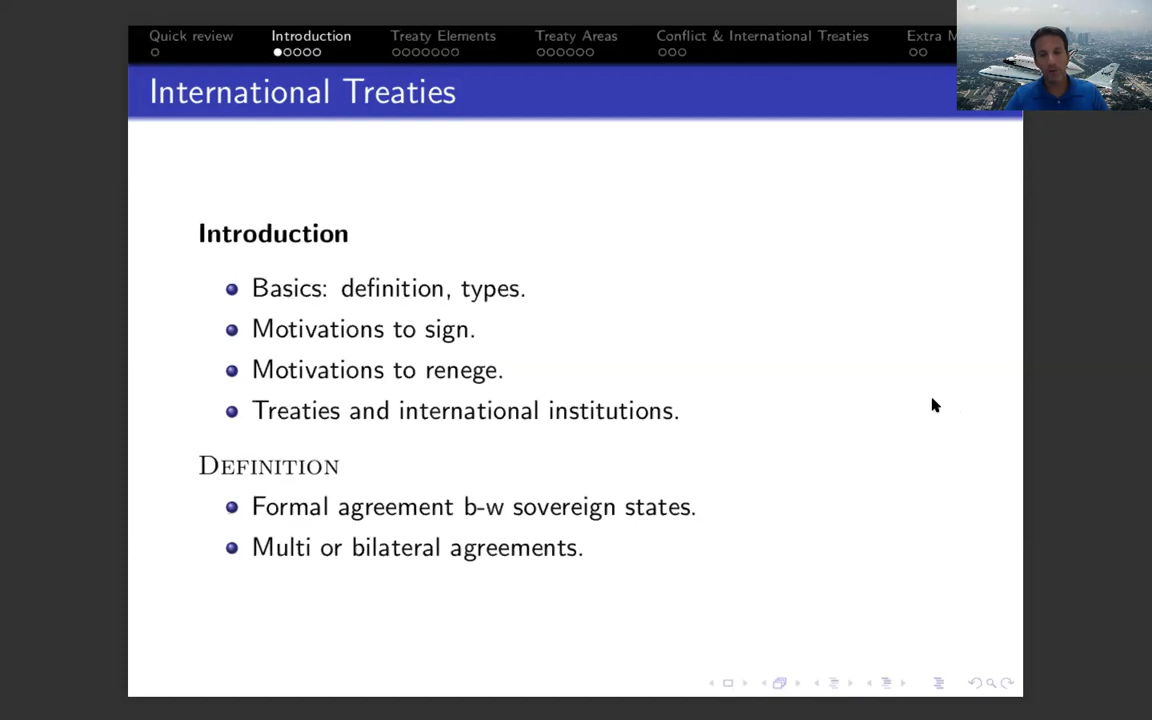 Quick review Introduction Treaty Elements Treaty Areas Conflict & International Treaties Extra
International Treaties
Introduction
Basics: definition, types.
Motivations to sign.
Motivations to renege.
Treaties and international institutions.
DEFINITION
Formal agreement b-w sovereign states.
Multi or bilateral agreements.